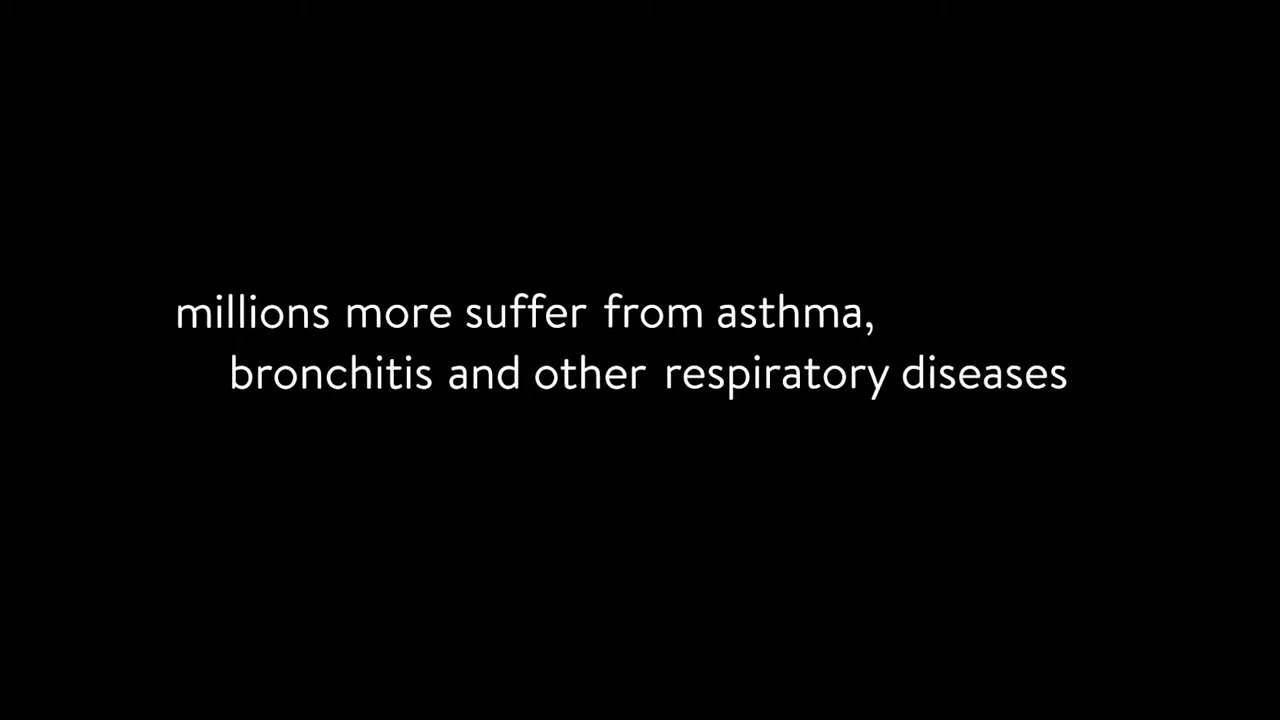 millions more suffer from asthma,
bronchitis and other respiratory diseases